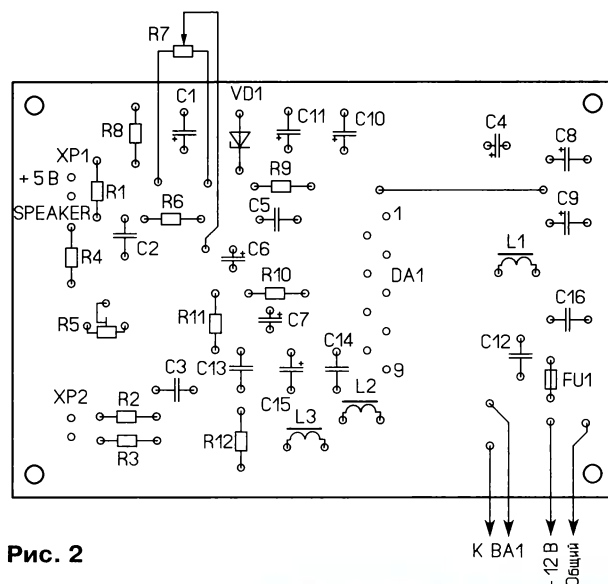 R7
C1
VD1
C11
C10
R8
C4
C8
XP1
+5В
R1
R9
SPEAKER
R6
C5
1
C9
C2
C6
L1
R4
R10
DA1
R5
R11
C7
C16
C14
C12
C13
9
C3
C15
L2
FU1
XP2
R2
L3
R3
R12
К ВА1
- 12 В
Общий
Рис. 2